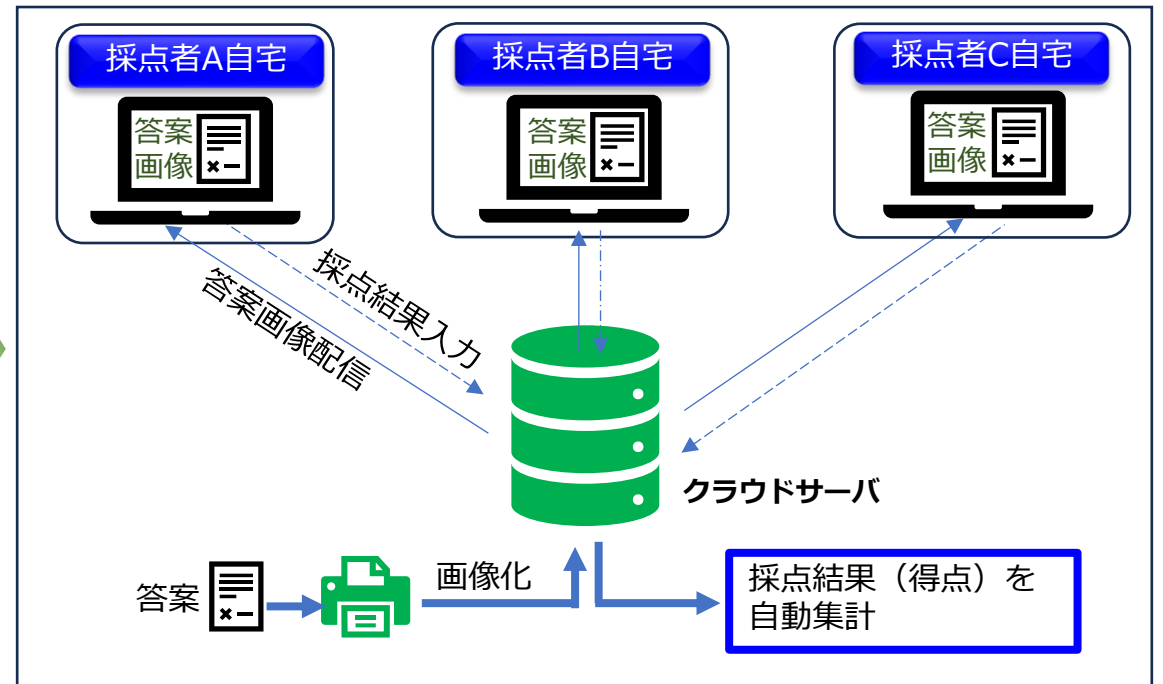 採点者A自宅
採点者B自宅
採点者C自宅
答案
画像
答案
画像
答案
画像
採点結果入力
答案画像配信
クラウドサーバ
答案
画像化
採点結果（得点）を
自動集計